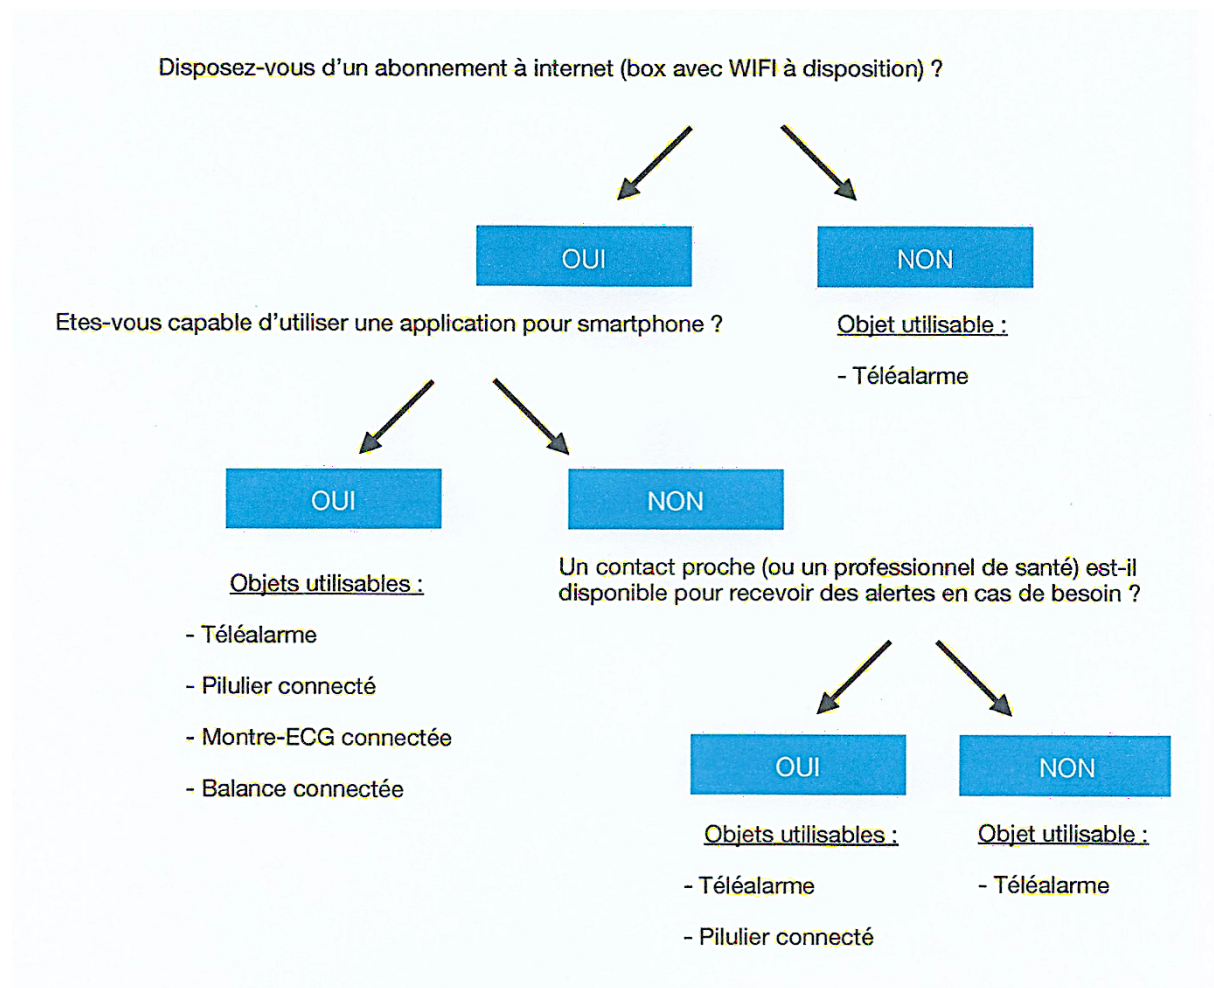 Disposez-vous d'un abonnement à internet (box avec WIFI à disposition) ?
OUI
NON
Etes-vous capable d'utiliser une application pour smartphone ?
Objet utilisable :
- Téléalarme
OUI
NON
Objets utilisables :
- Téléalarme
- Pilulier connecté
- Montre-ECG connectée
- Balance connectée
Un contact proche (ou un professionnel de santé) est-il
disponible pour recevoir des alertes en cas de besoin ?
OUI
NON
Objets utilisables :
- Téléalarme
- Pilulier connecté
Objet utilisable :
- Téléalarme